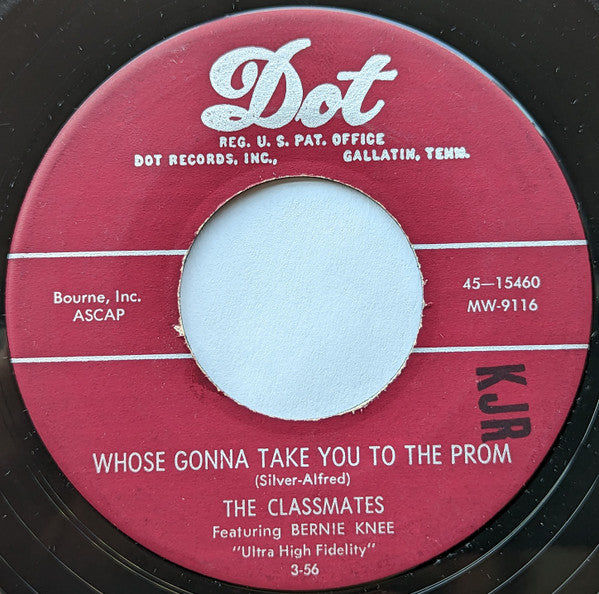 Dot
REG. U. S. PAT. OFFICE
DOT RECORDS, INC., GALLATIN, TENN.
Bourne, Inc.
ASCAP
45—15460
MW-9116
KJR
WHOSE GONNA TAKE YOU TO THE PROM
(Silver-Alfred)
THE CLASSMATES
Featuring BERNIE KNEE
"Ultra High Fidelity"
3-56